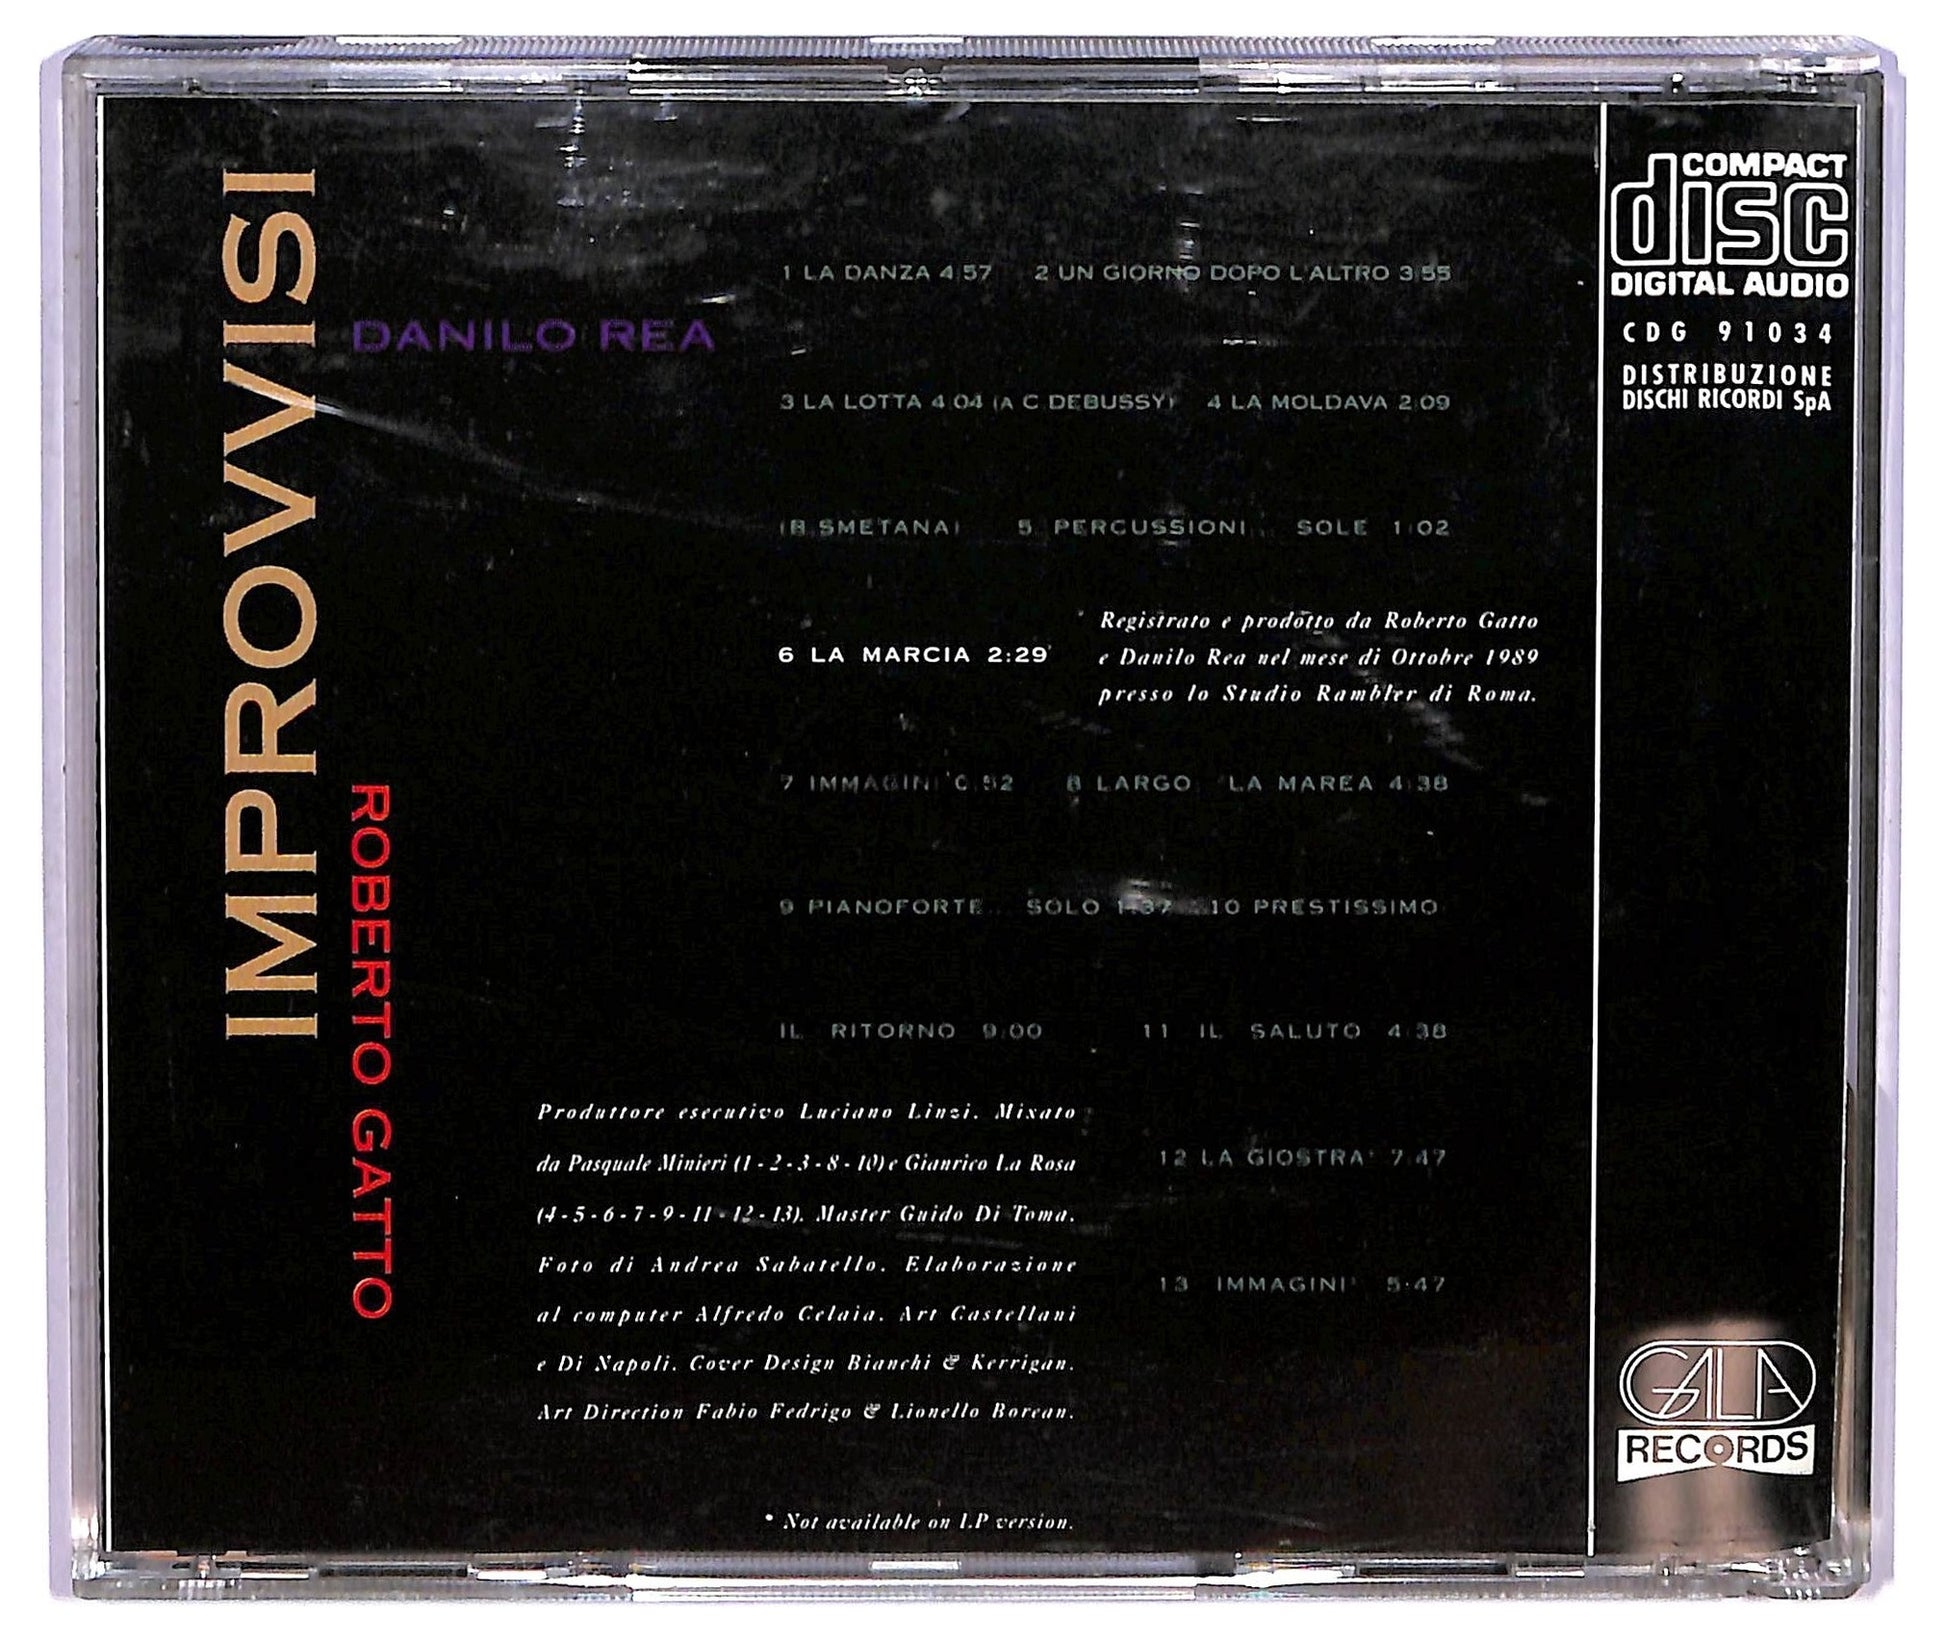 IMPROVVISI
DANILO REA
ROBERTO GATTO
1 LA DANZA 4:57 2 UN GIORNO DOPO L'ALTRO 3:55
3 LA LOTTA 4:04 (A C. DEBUSSY) 4 LA MOLDAVA 2:09
(B. SMETANA) 5 PERCUSSIONI... SOLE 1:02
6 LA MARCIA 2:29*
Registrato e prodotto da Roberto Gatto
e Danilo Rea nel mese di Ottobre 1989
presso lo Studio Rambler di Roma.
7 IMMAGINI* 0:52 8 LARGO LA MAREA 4:38
9 PIANOFORTE... SOLO 1:37 10 PRESTISSIMO
IL RITORNO 9:00 11 IL SALUTO 4:38
12 LA GIOSTRA* 7:47
13 IMMAGINI* 5:47
Produttore esecutivo Luciano Linzi. Mixato
da Pasquale Minieri (1 - 2 - 3 - 8 - 10) e Gianrico La Rosa
(4 - 5 - 6 - 7 - 9 - 11 - 12 - 13). Master Guido Di Toma.
Foto di Andrea Sabatello. Elaborazione
al computer Alfredo Celaia. Art Castellani
e Di Napoli. Cover Design Bianchi & Kerrigan.
Art Direction Fabio Fedrigo & Lionello Borean.
* Not available on LP version.
COMPACT
disc
DIGITAL AUDIO
CDG 91034
DISTRIBUZIONE
DISCHI RICORDI SpA
GALA
RECORDS